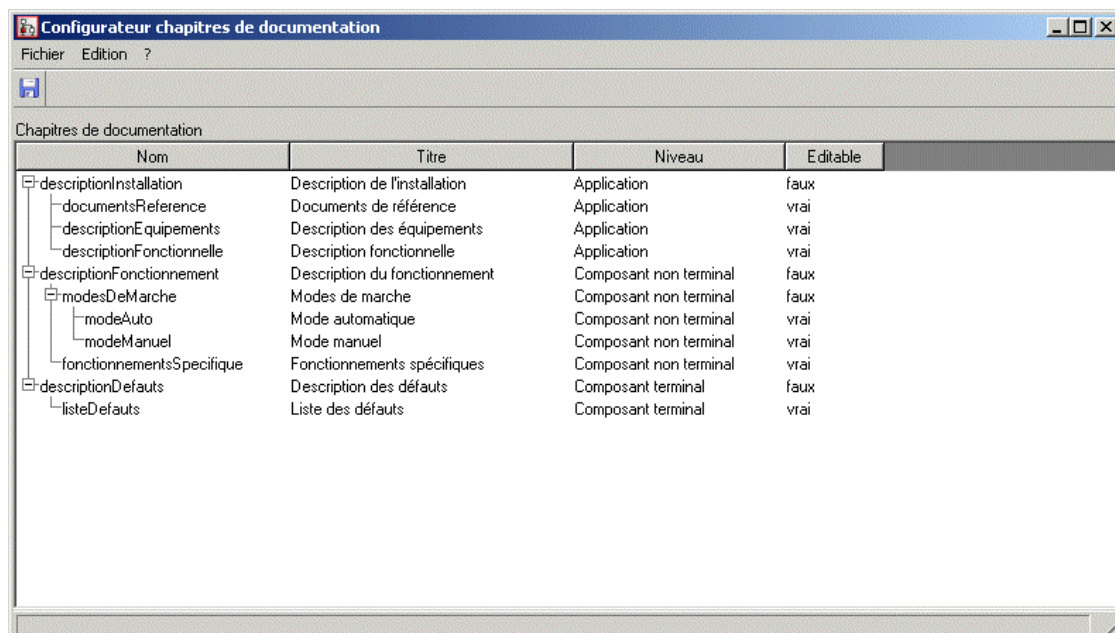 Configurateur chapitres de documentation
Fichier Edition ?
Chapitres de documentation
Nom Titre Niveau Editable
descriptionInstallation Description de l'installation Application faux
documentsReference Documents de référence Application vrai
descriptionEquipements Description des équipements Application vrai
descriptionFonctionnelle Description fonctionnelle Application vrai
descriptionFonctionnement Description du fonctionnement Composant non terminal faux
modesDeMarche Modes de marche Composant non terminal faux
modeAuto Mode automatique Composant non terminal vrai
modeManuel Mode manuel Composant non terminal vrai
fonctionnementsSpecifique Fonctionnements spécifiques Composant non terminal vrai
descriptionDefauts Description des défauts Composant terminal faux
listeDefauts Liste des défauts Composant terminal vrai